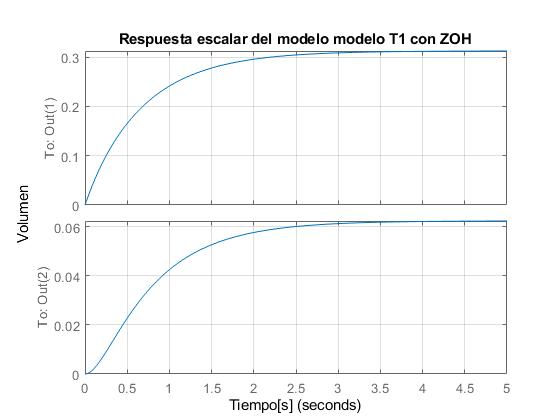 Respuesta escalar del modelo modelo T1 con ZOH
Volumen
To: Out(1)
0.3
0.2
0.1
0
To: Out(2)
0.06
0.04
0.02
0
0 0.5 1 1.5 2 2.5 3 3.5 4 4.5 5
Tiempo[s] (seconds)